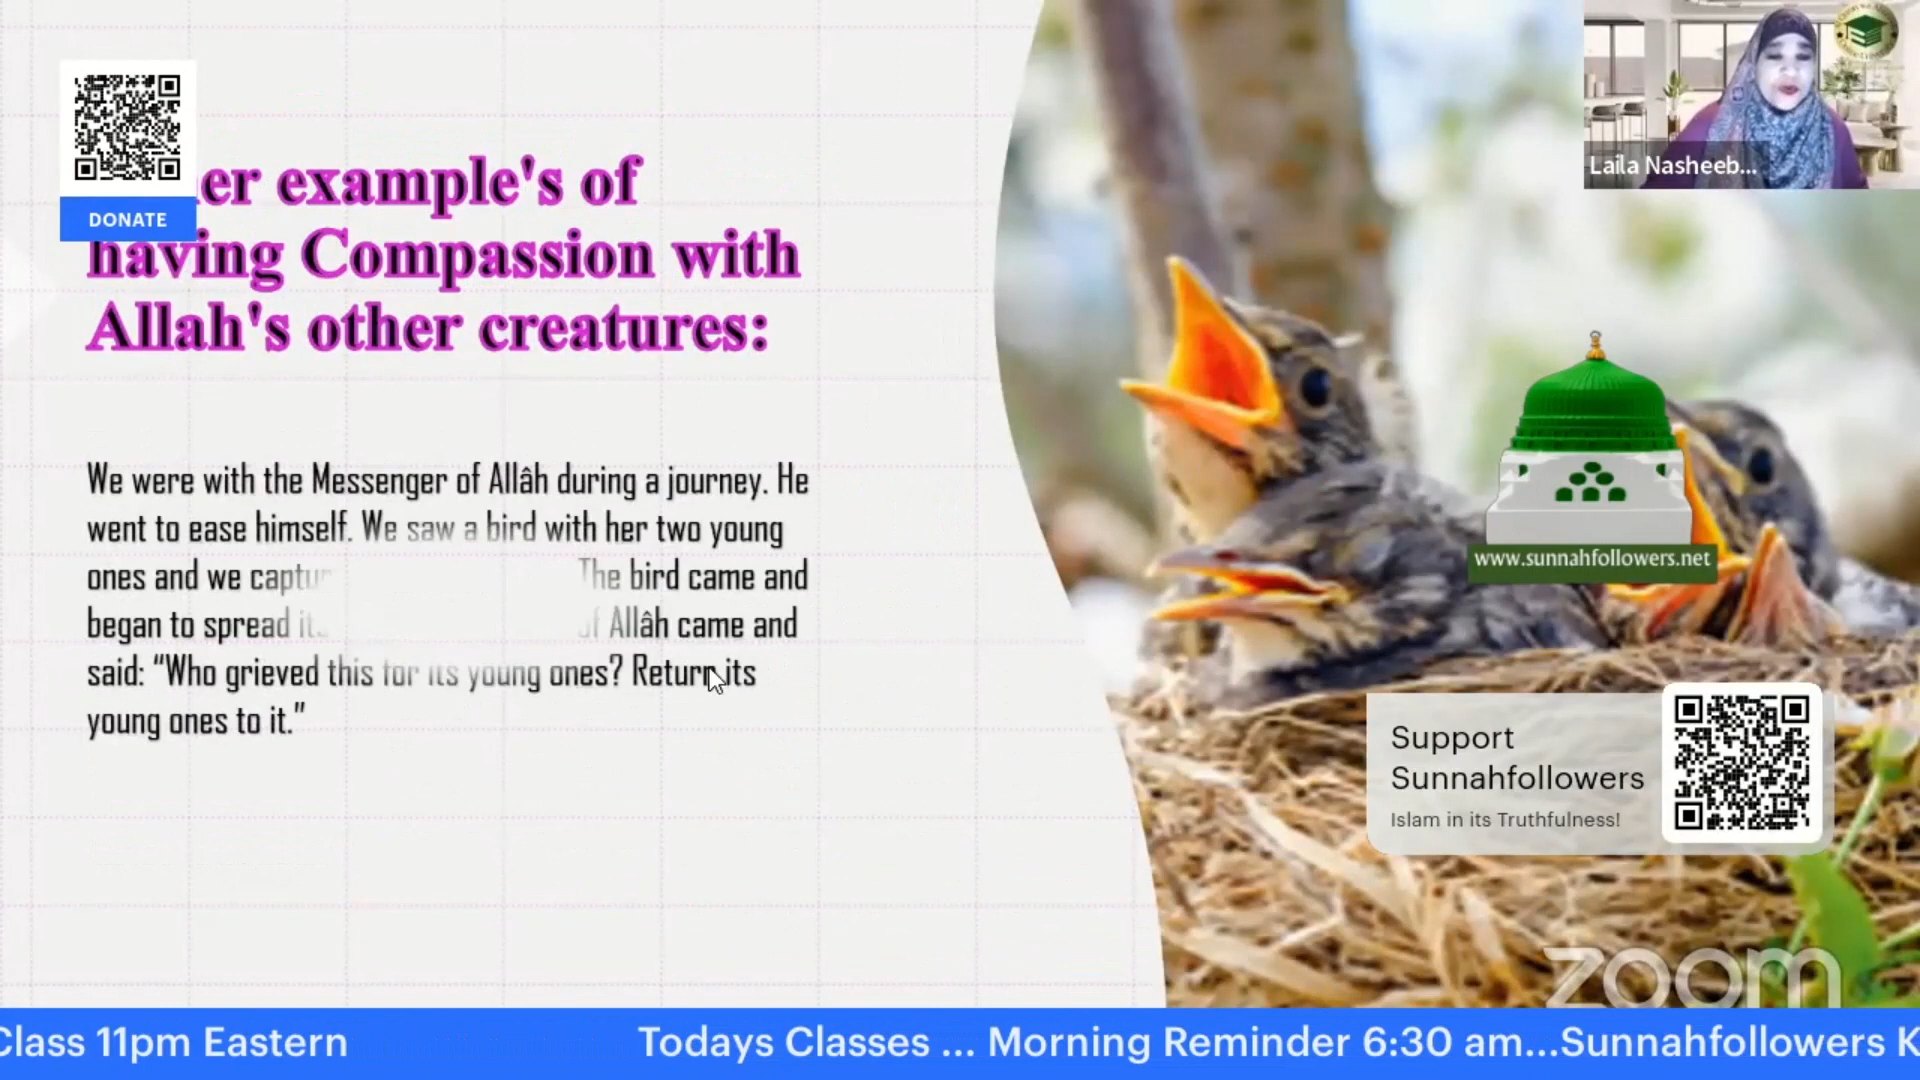 DONATE
er example's of
having Compassion with
Allah's other creatures:
We were with the Messenger of Allâh during a journey. He
went to ease himself. We saw a bird with her two young
ones and we The bird came and
began to spread of Allâh came and
said: “Who grieved this for its young ones? Return its
young ones to it.”
Laila Nasheeb...
www.sunnahfollowers.net
Support
Sunnahfollowers
Islam in its Truthfulness!
zoom
Class 11pm Eastern Todays Classes ... Morning Reminder 6:30 am...Sunnahfollowers K